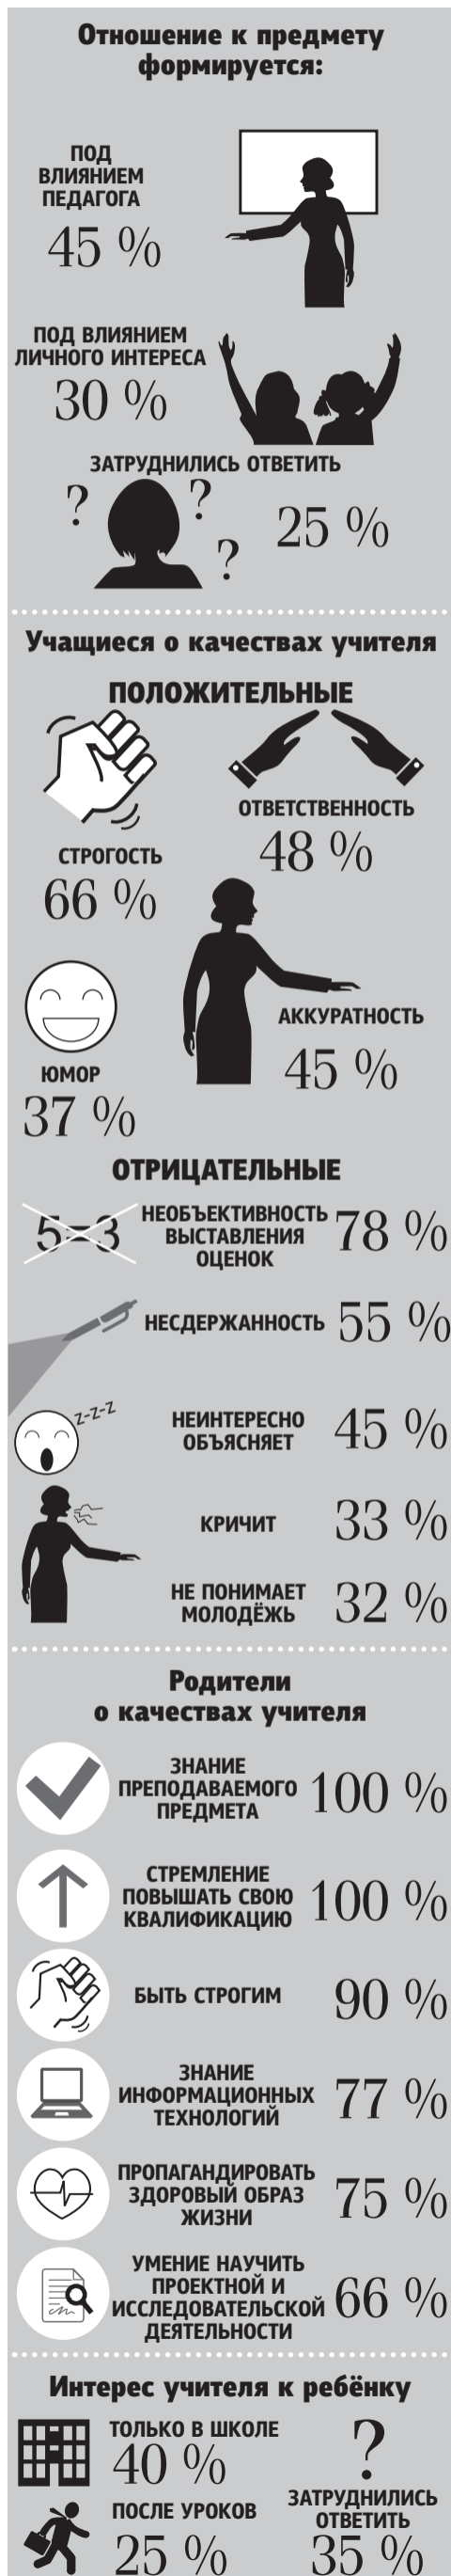 Отношение к предмету
формируется:
ПОД
ВЛИЯНИЕМ
ПЕДАГОГА
45 %
ПОД ВЛИЯНИЕМ
ЛИЧНОГО ИНТЕРЕСА
30 %
ЗАТРУДНИЛИСЬ ОТВЕТИТЬ
? ? ?
25 %
Учащиеся о качествах учителя
ПОЛОЖИТЕЛЬНЫЕ
СТРОГОСТЬ
66 %
ОТВЕТСТВЕННОСТЬ
48 %
ЮМОР
37 %
АККУРАТНОСТЬ
45 %
ОТРИЦАТЕЛЬНЫЕ
5=3
НЕОБЪЕКТИВНОСТЬ
ВЫСТАВЛЕНИЯ
ОЦЕНОК
78 %
НЕСДЕРЖАННОСТЬ
55 %
z-z-z
НЕИНТЕРЕСНО
ОБЪЯСНЯЕТ
45 %
КРИЧИТ
33 %
НЕ ПОНИМАЕТ
МОЛОДЁЖЬ
32 %
Родители
о качествах учителя
ЗНАНИЕ
ПРЕПОДАВАЕМОГО
ПРЕДМЕТА
100 %
СТРЕМЛЕНИЕ
ПОВЫШАТЬ СВОЮ
КВАЛИФИКАЦИЮ
100 %
БЫТЬ СТРОГИМ
90 %
ЗНАНИЕ
ИНФОРМАЦИОННЫХ
ТЕХНОЛОГИЙ
77 %
ПРОПАГАНДИРОВАТЬ
ЗДОРОВЫЙ ОБРАЗ
ЖИЗНИ
75 %
УМЕНИЕ НАУЧИТЬ
ПРОЕКТНОЙ И
ИССЛЕДОВАТЕЛЬСКОЙ
ДЕЯТЕЛЬНОСТИ
66 %
Интерес учителя к ребёнку
ТОЛЬКО В ШКОЛЕ
40 %
ПОСЛЕ УРОКОВ
25 %
?
ЗАТРУДНИЛИСЬ
ОТВЕТИТЬ
35 %